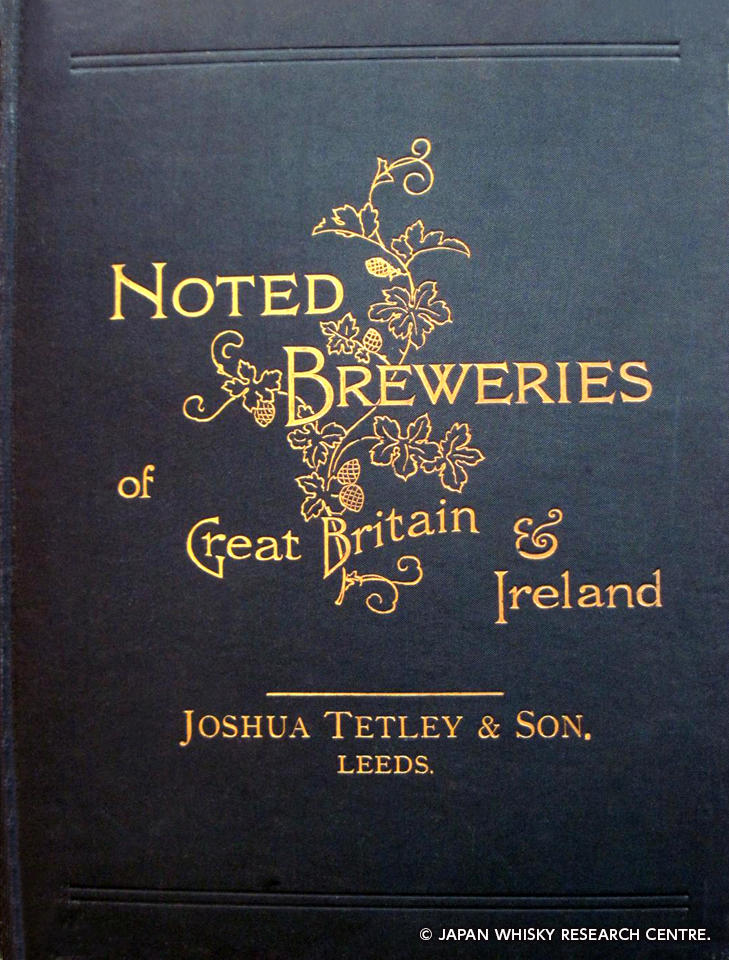 NOTED
BREWERIES
of
Great Britain &
Ireland
JOSHUA TETLEY & SON.
LEEDS.
© JAPAN WHISKY RESEARCH CENTRE.